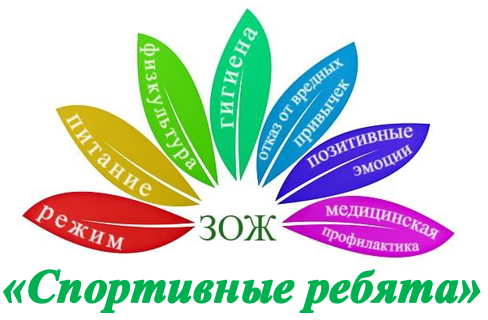 режим
питание
физкультура
гигиена
отказ от вредных
привычек
позитивные
эмоции
медицинская
профилактика
ЗОЖ
«Спортивные ребята»